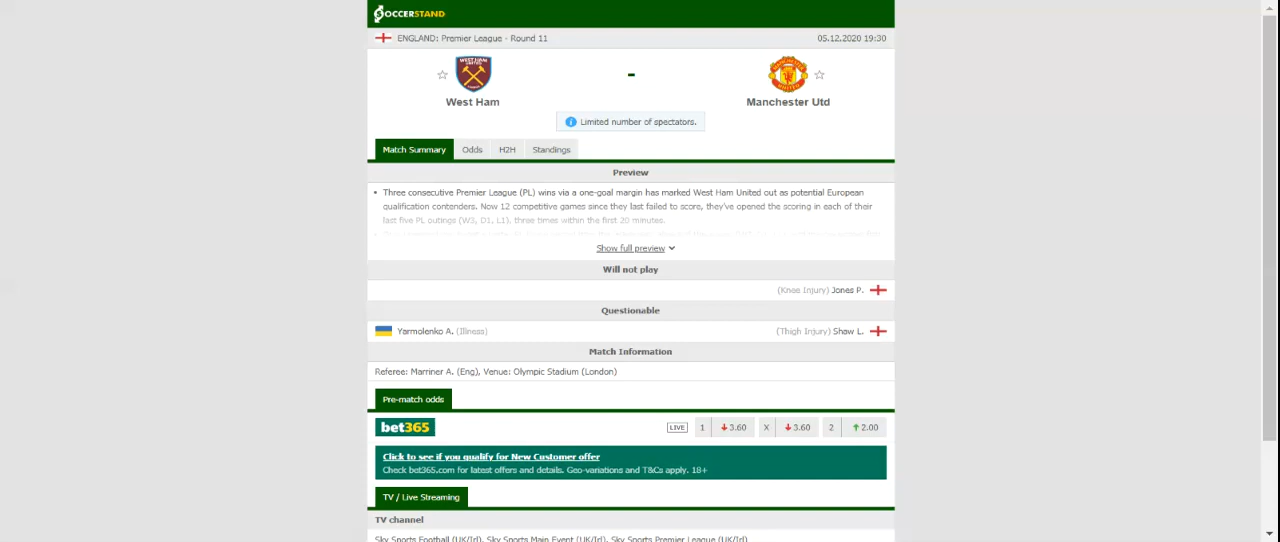 SOCCERSTAND
ENGLAND: Premier League - Round 11 05.12.2020 19:30
-
West Ham Manchester Utd
Limited number of spectators.
Match Summary Odds H2H Standings
Preview
• Three consecutive Premier League (PL) wins via a one-goal margin has marked West Ham United out as potential European
qualification contenders. Now 12 competitive games since they last failed to score, they've opened the scoring in each of their
last five PL outings (W3, D1, L1), three times within the first 20 minutes.
Show full preview
Will not play
(Knee Injury) Jones P.
Questionable
Yarmolenko A. (Illness) (Thigh Injury) Shaw L.
Match Information
Referee: Marriner A. (Eng), Venue: Olympic Stadium (London)
Pre-match odds
bet365 LIVE 1 3.60 X 3.60 2 2.00
Click to see if you qualify for New Customer offer
Check bet365.com for latest offers and details. Geo-variations and T&Cs apply. 18+
TV / Live Streaming
TV channel
Sky Sports Football (UK/Irl), Sky Sports Main Event (UK/Irl), Sky Sports Premier League (UK/Irl)